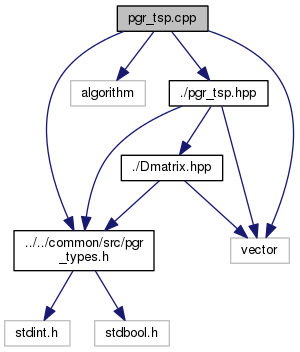 pgr_tsp.cpp
algorithm
./pgr_tsp.hpp
./Dmatrix.hpp
../../common/src/pgr
_types.h
vector
stdint.h
stdbool.h